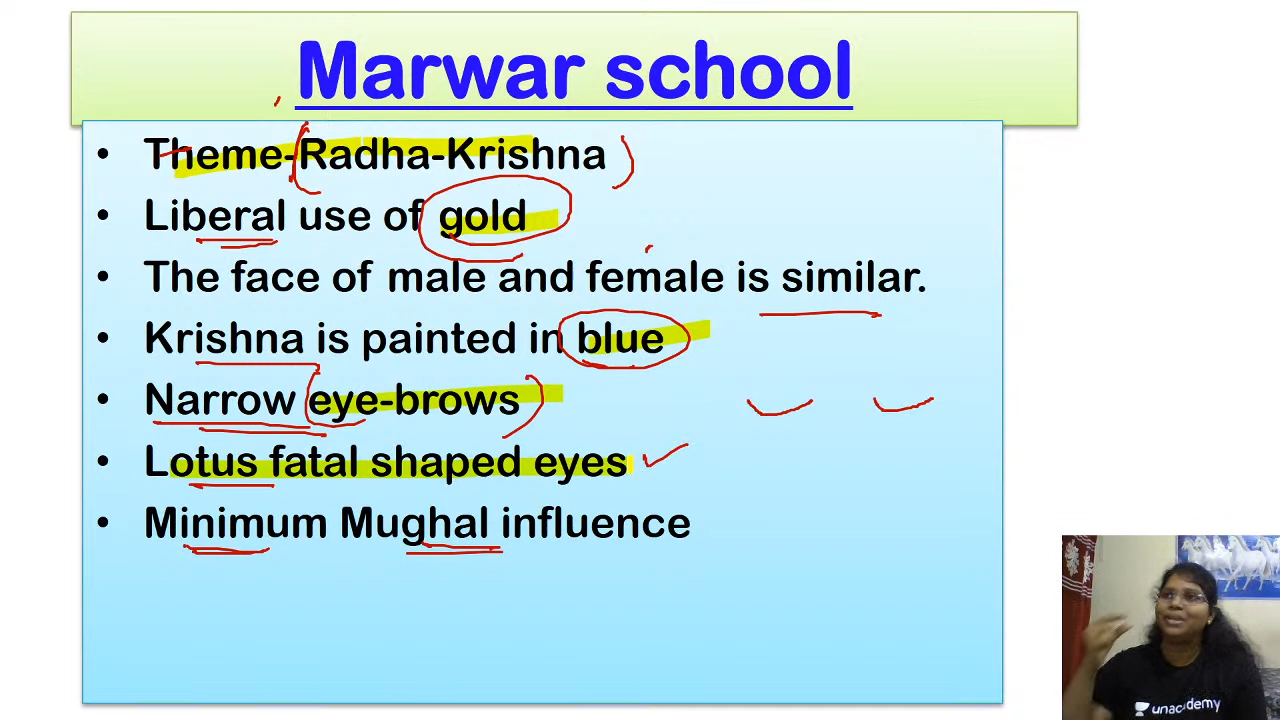 Marwar school
• Theme-Radha-Krishna
• Liberal use of gold
• The face of male and female is similar.
• Krishna is painted in blue
• Narrow eye-brows
• Lotus fatal shaped eyes
• Minimum Mughal influence
unacademy